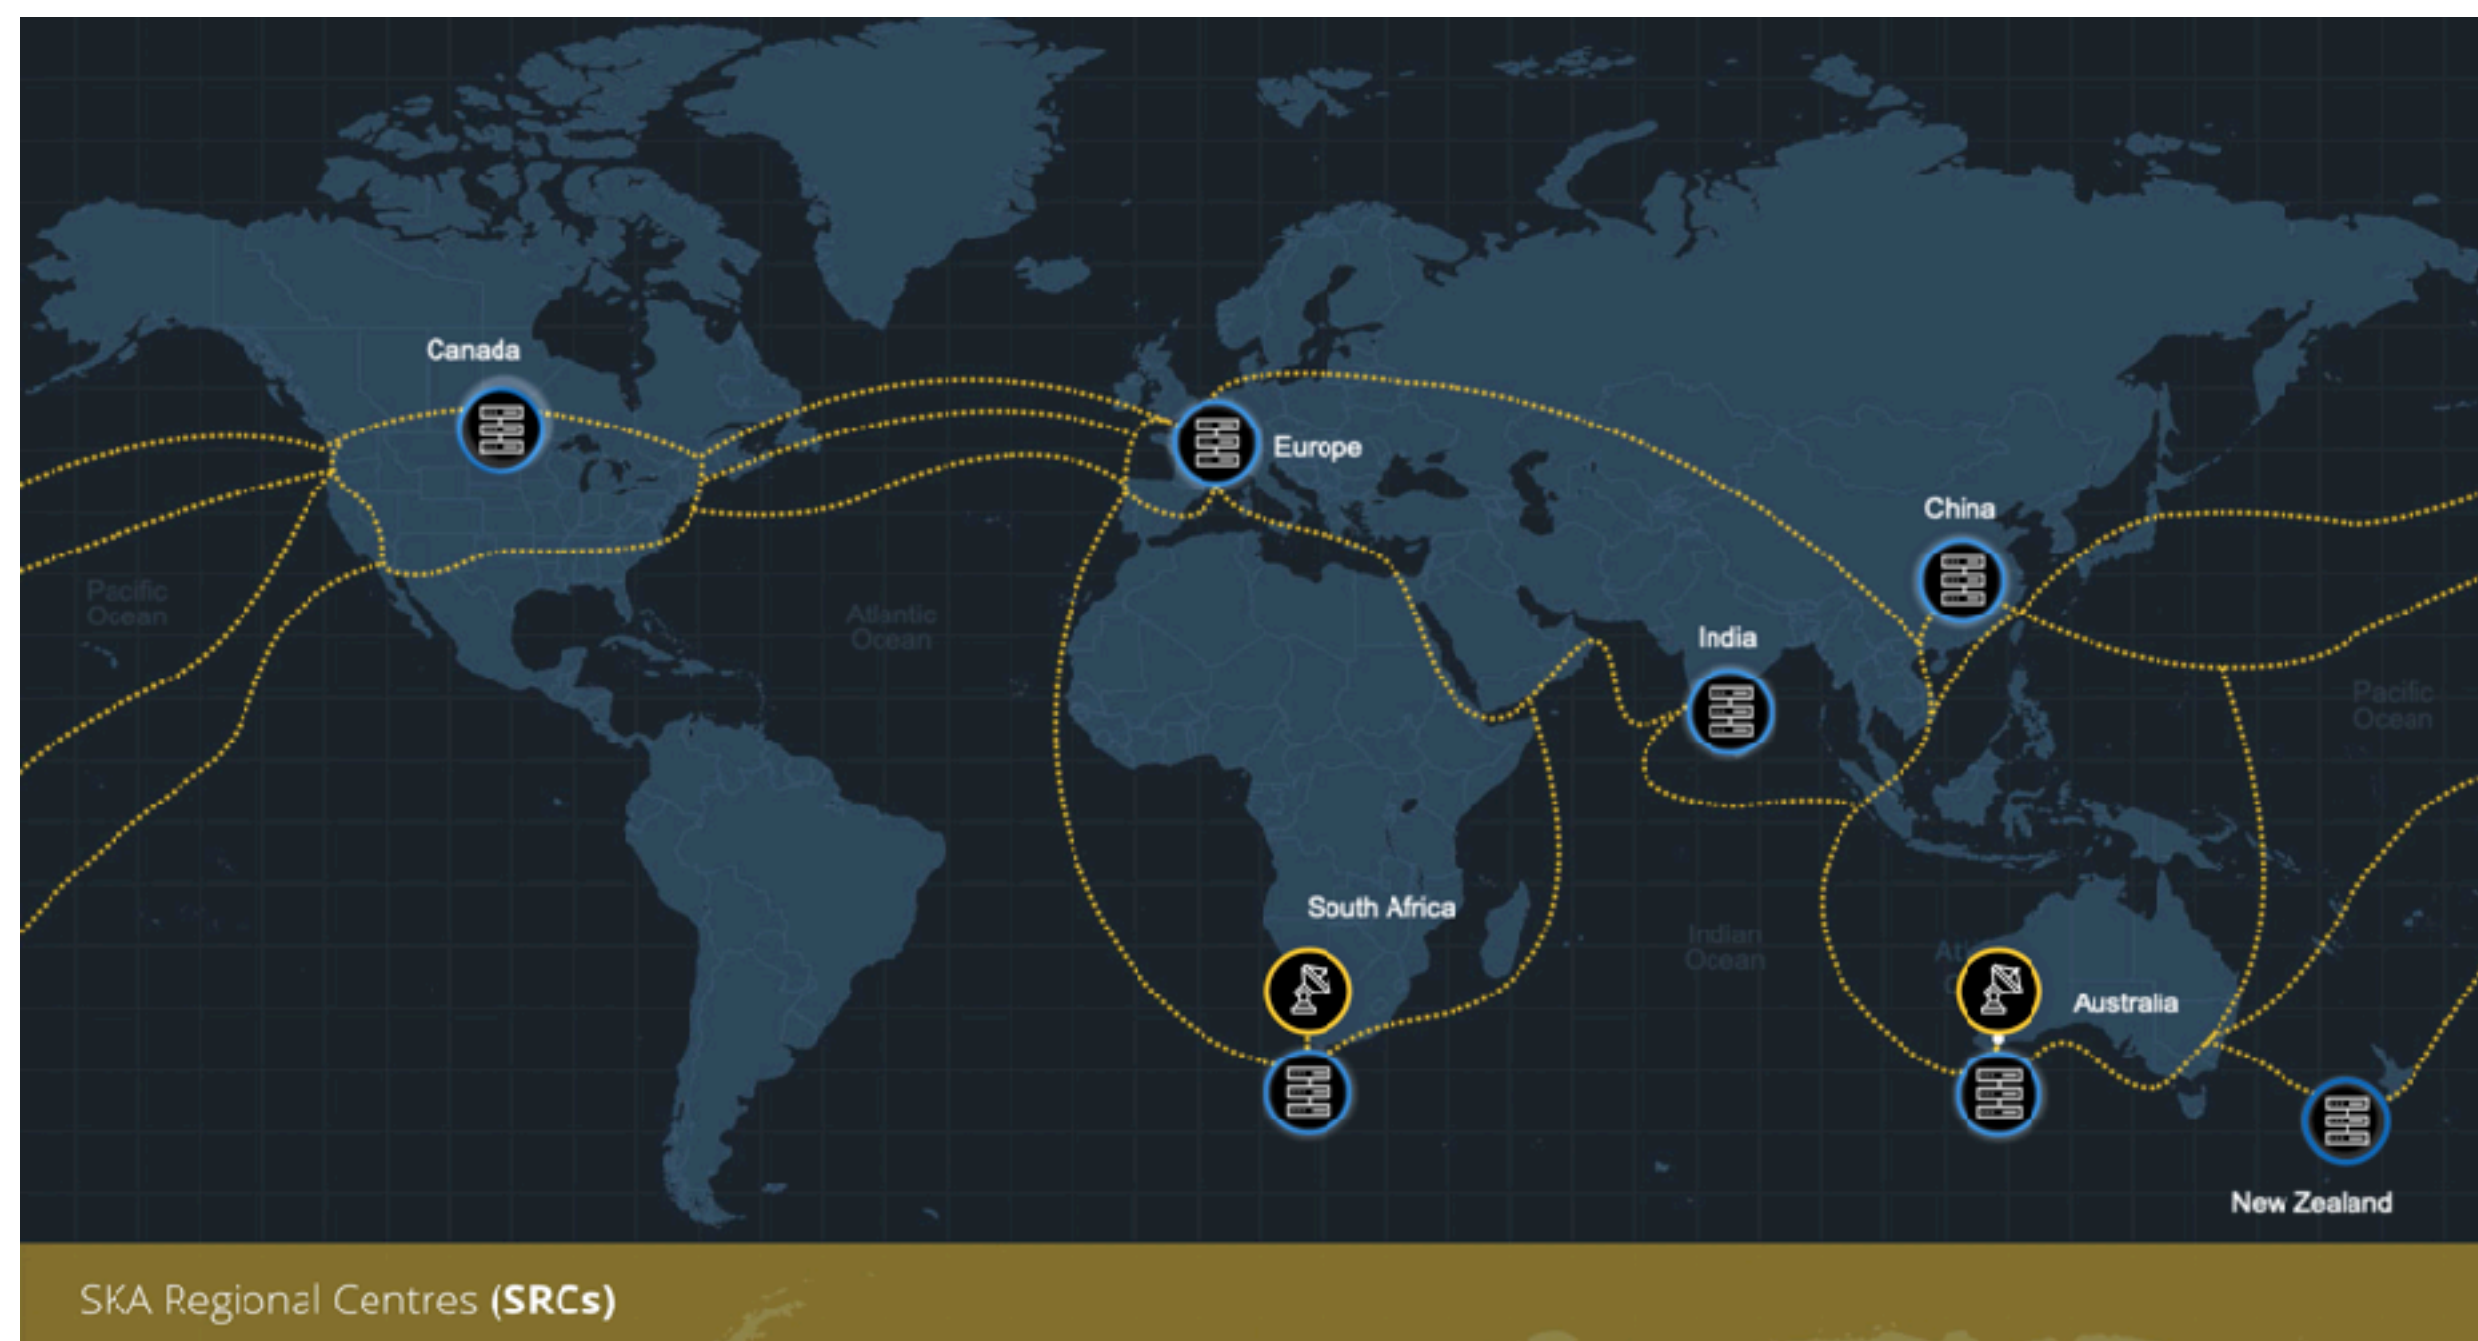 Canada
Europe
China
Pacific
Ocean
Atlantic
Ocean
India
Pacific
Ocean
South Africa
Indian
Ocean
Australia
New Zealand
SKA Regional Centres (SRCs)